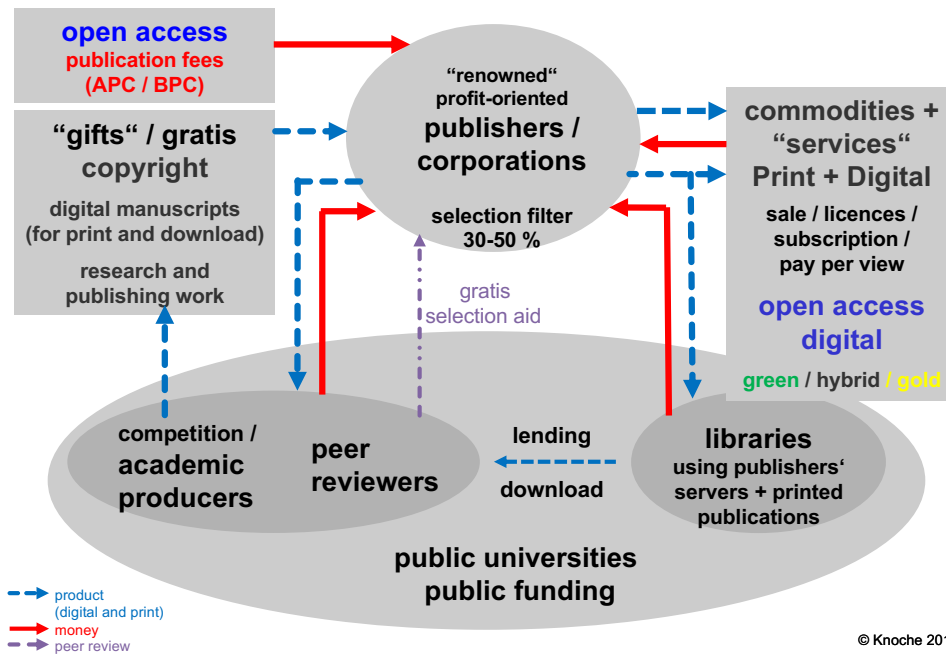 open access
publication fees
(APC / BPC)
“gifts“ / gratis
copyright
digital manuscripts
(for print and download)
research and
publishing work
“renowned“
profit-oriented
publishers /
corporations
selection filter
30-50 %
gratis
selection aid
commodities +
“services“
Print + Digital
sale / licences /
subscription /
pay per view
open access
digital
green / hybrid / gold
competition /
academic
producers
peer
reviewers
lending
download
libraries
using publishers‘
servers + printed
publications
public universities
public funding
product
(digital and print)
money
peer review
© Knoche 201